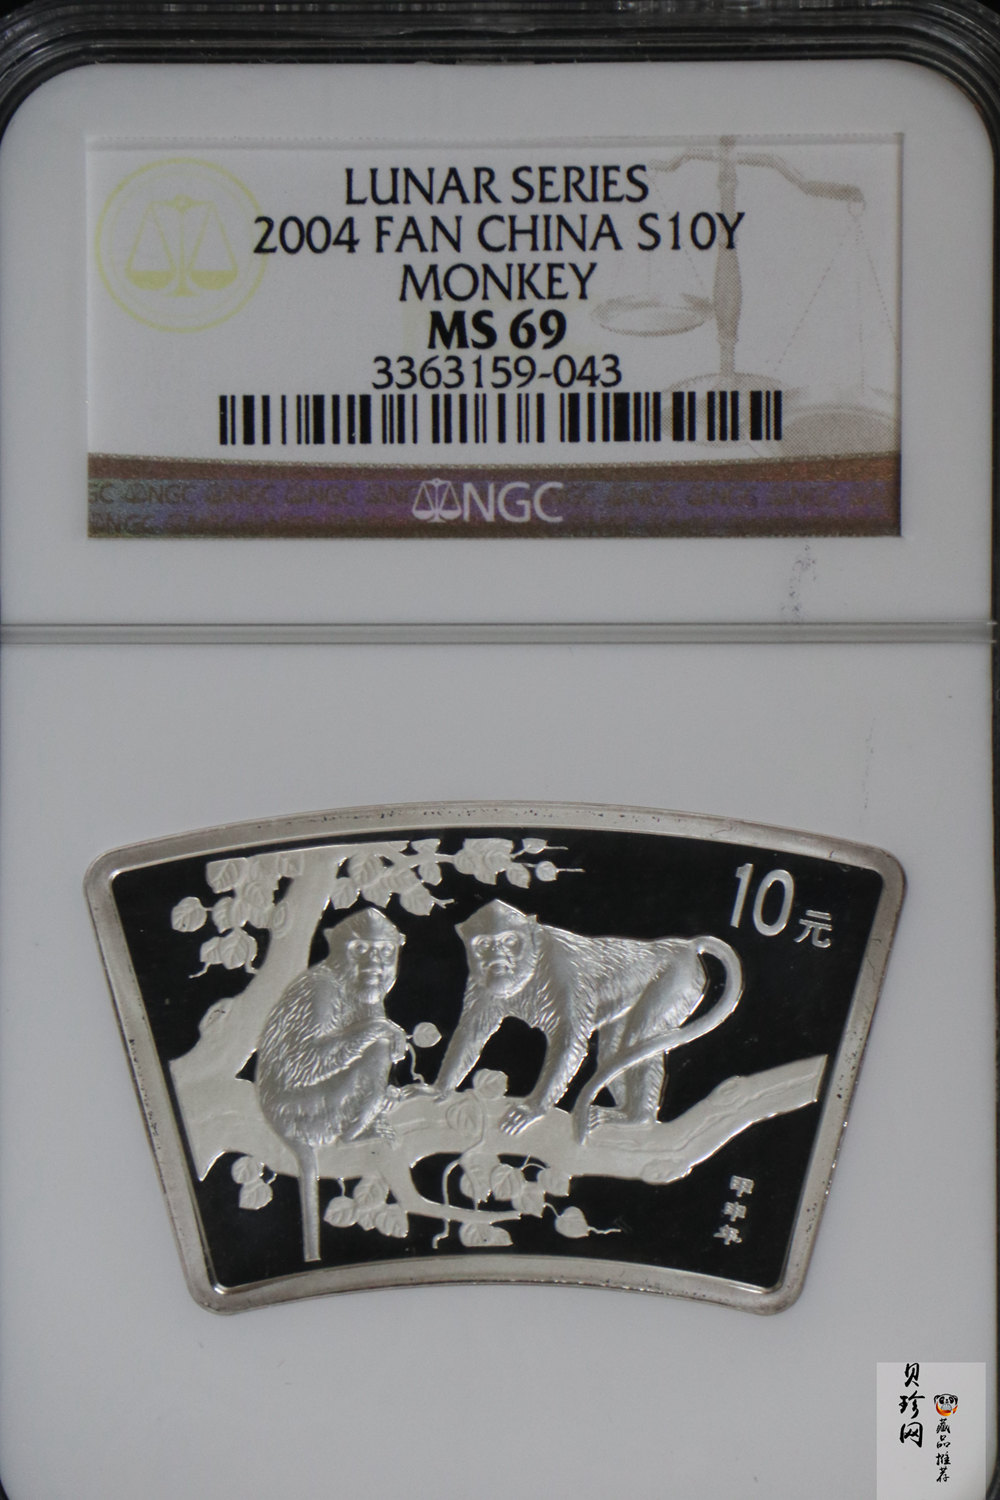 LUNAR SERIES
2004 FAN CHINA S10Y
MONKEY
MS 69
3363159-043
NGC
10元
甲申年
贝珍网
藏品推荐